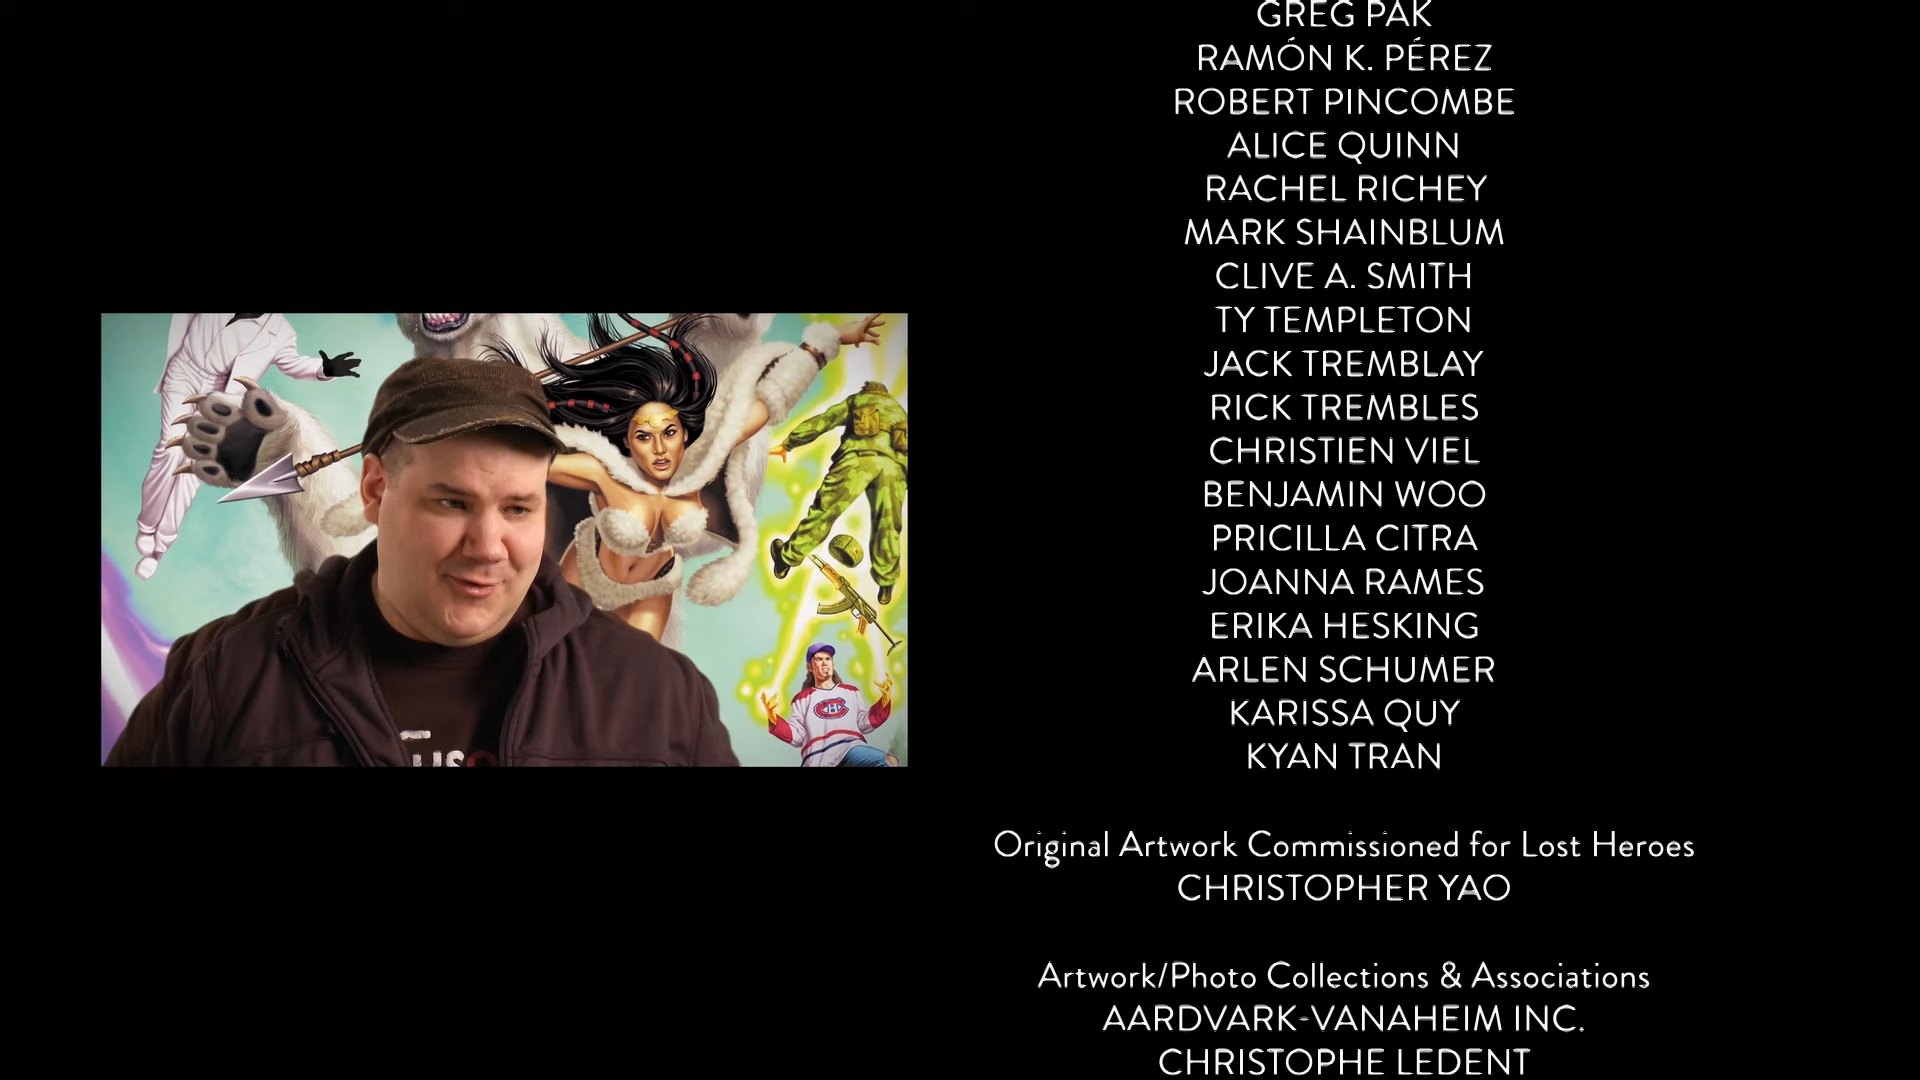 GREG PAK
RAMÓN K. PÉREZ
ROBERT PINCOMBE
ALICE QUINN
RACHEL RICHEY
MARK SHAINBLUM
CLIVE A. SMITH
TY TEMPLETON
JACK TREMBLAY
RICK TREMBLES
CHRISTIEN VIEL
BENJAMIN WOO
PRICILLA CITRA
JOANNA RAMES
ERIKA HESKING
ARLEN SCHUMER
KARISSA QUY
KYAN TRAN
Original Artwork Commissioned for Lost Heroes
CHRISTOPHER YAO
Artwork/Photo Collections & Associations
AARDVARK-VANAHEIM INC.
CHRISTOPHE LEDENT